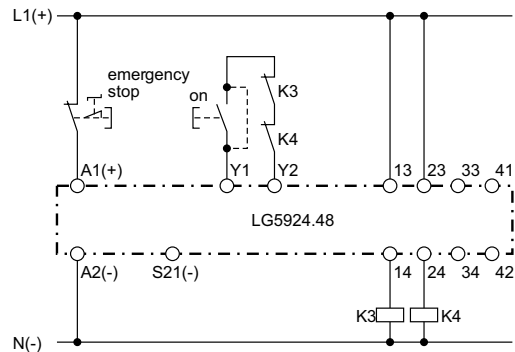 L1(+)
emergency
stop
on
K3
K4
A1(+)
Y1
Y2
13
23
33
41
LG5924.48
A2(-)
S21(-)
14
24
34
42
K3
K4
N(-)